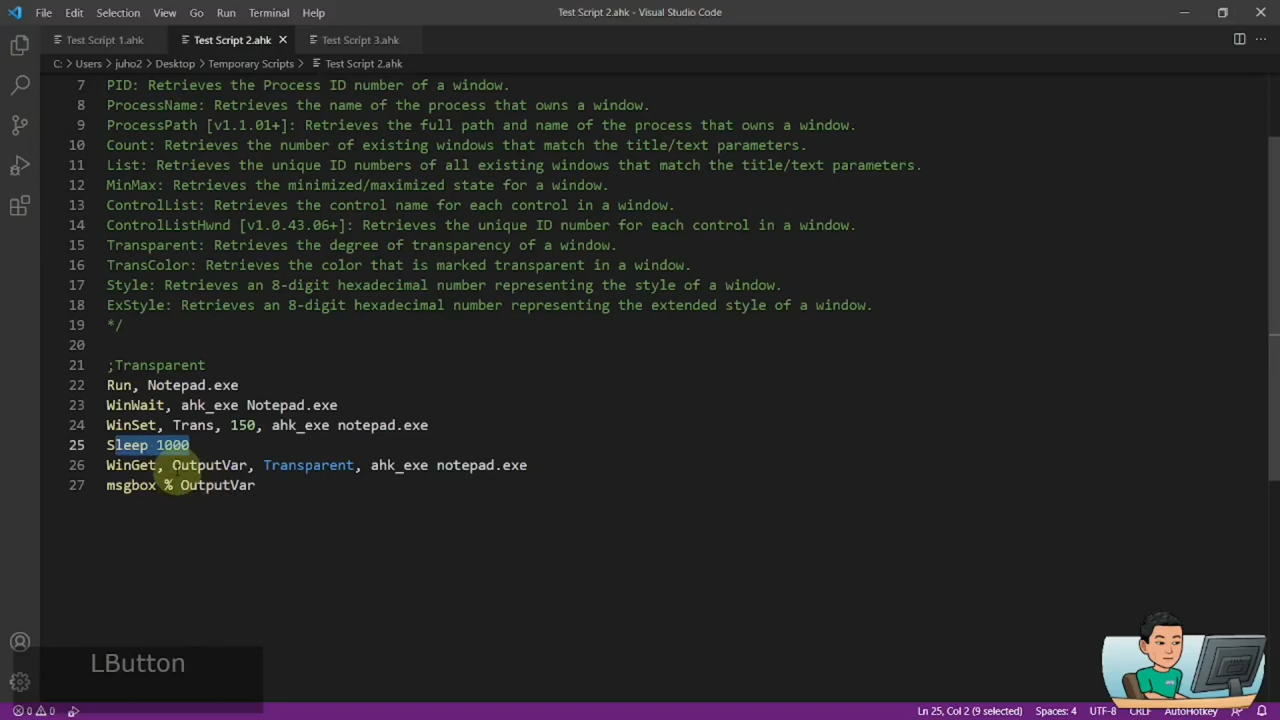 File Edit Selection View Go Run Terminal Help
Test Script 2.ahk - Visual Studio Code
Test Script 1.ahk Test Script 2.ahk Test Script 3.ahk
C: > Users > juho2 > Desktop > Temporary Scripts > Test Script 2.ahk
7 PID: Retrieves the Process ID number of a window.
8 ProcessName: Retrieves the name of the process that owns a window.
9 ProcessPath [v1.1.01+]: Retrieves the full path and name of the process that owns a window.
10 Count: Retrieves the number of existing windows that match the title/text parameters.
11 List: Retrieves the unique ID numbers of all existing windows that match the title/text parameters.
12 MinMax: Retrieves the minimized/maximized state for a window.
13 ControlList: Retrieves the control name for each control in a window.
14 ControlListHwnd [v1.0.43.06+]: Retrieves the unique ID number for each control in a window.
15 Transparent: Retrieves the degree of transparency of a window.
16 TransColor: Retrieves the color that is marked transparent in a window.
17 Style: Retrieves an 8-digit hexadecimal number representing the style of a window.
18 ExStyle: Retrieves an 8-digit hexadecimal number representing the extended style of a window.
19 */
20
21 ;Transparent
22 Run, Notepad.exe
23 WinWait, ahk_exe Notepad.exe
24 WinSet, Trans, 150, ahk_exe notepad.exe
25 Sleep 1000
26 WinGet, OutputVar, Transparent, ahk_exe notepad.exe
27 msgbox % OutputVar
LButton
0 0 Ln 25, Col 2 (9 selected) Spaces: 4 UTF-8 CRLF AutoHotkey